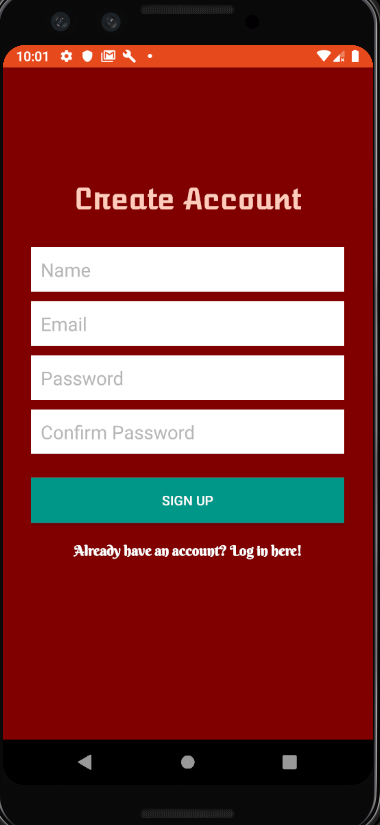 10:01
Create Account
Name
Email
Password
Confirm Password
SIGN UP
Already have an account? Log in here!